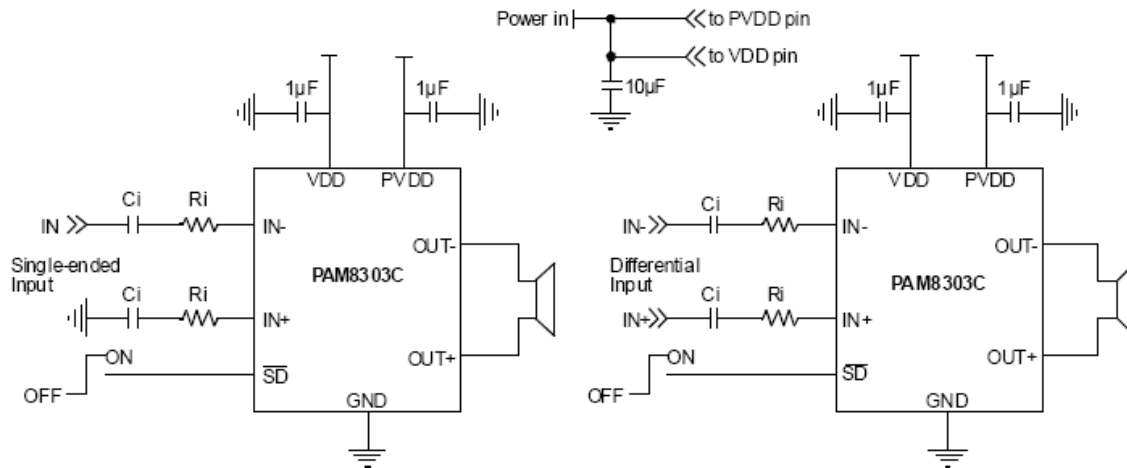 Power in
to PVDD pin
to VDD pin
10µF
1µF
1µF
VDD
PVDD
Ci
Ri
IN
IN-
Single-ended
Input
PAM8303C
OUT-
Ci
Ri
IN+
OUT+
ON
OFF
SD
GND
1µF
1µF
VDD
PVDD
Ci
Ri
IN-
IN-
Differential
Input
PAM8303C
OUT-
Ci
Ri
IN+
IN+
OUT+
ON
OFF
SD
GND